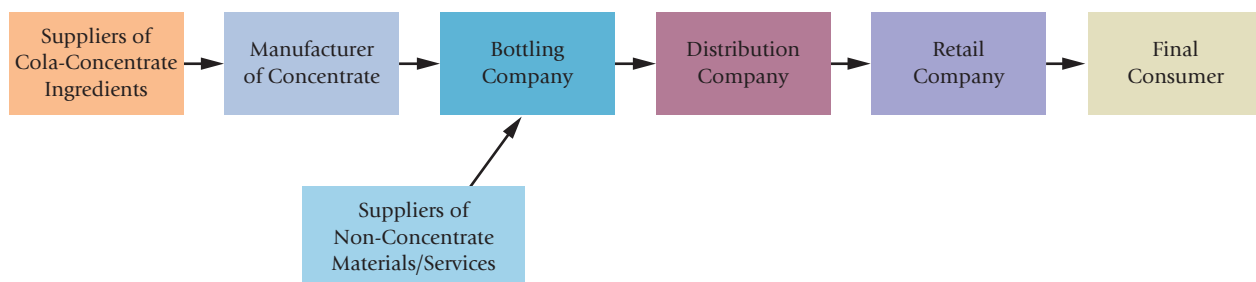 Suppliers of
Cola-Concentrate
Ingredients
Manufacturer
of Concentrate
Bottling
Company
Distribution
Company
Retail
Company
Final
Consumer
Suppliers of
Non-Concentrate
Materials/Services